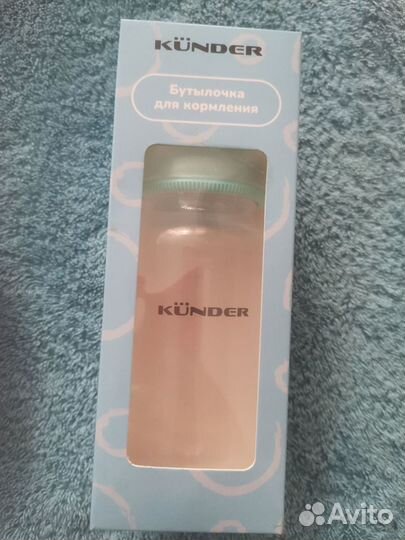 KÜNDER
Бутылочка
для кормления
KÜNDER
Avito